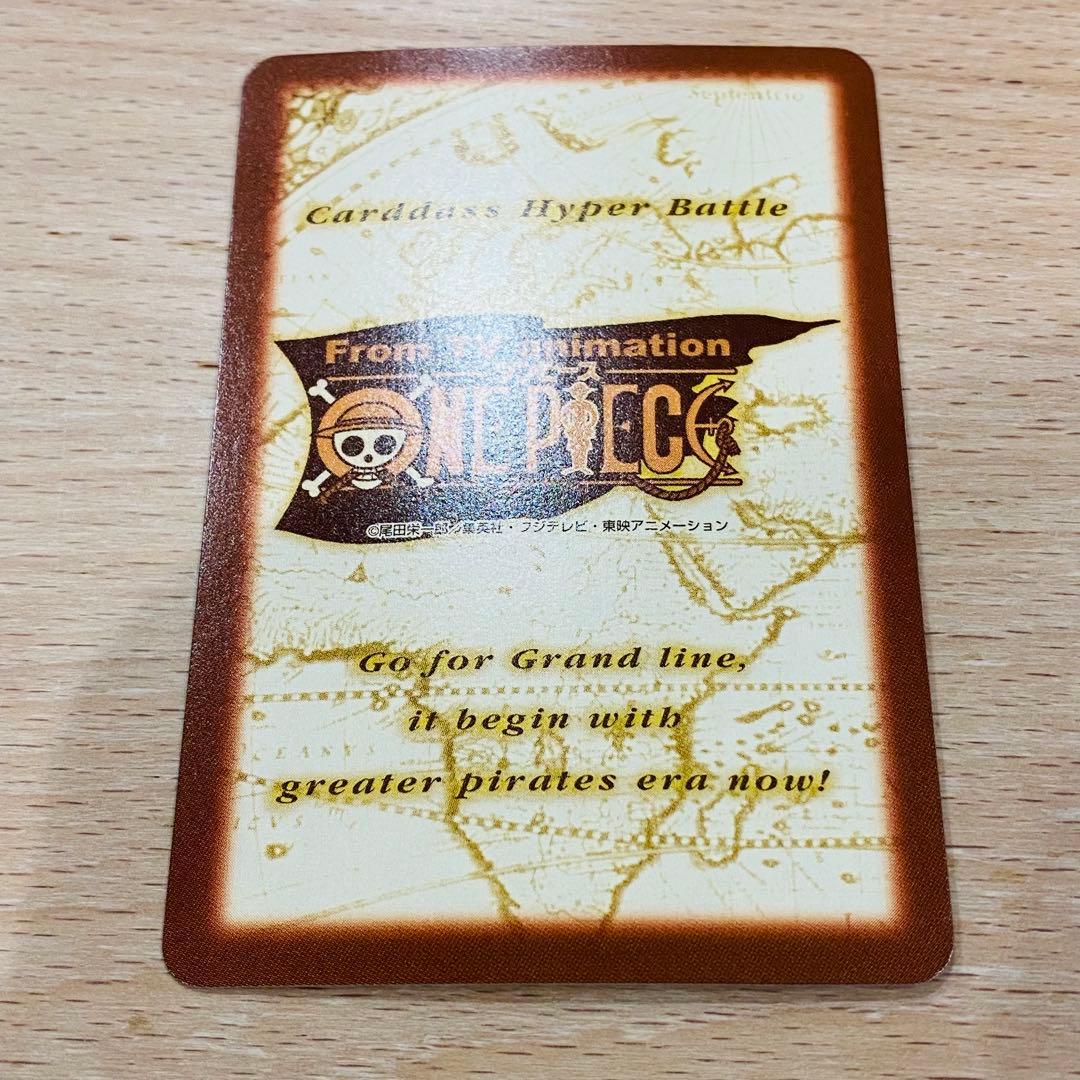 Septentrio
Carddass Hyper Battle
From TV animation
ワンピース
ONE PIECE
©尾田栄一郎/集英社・フジテレビ・東映アニメーション
Go for Grand line,
it begin with
EANVS
greater pirates era now!